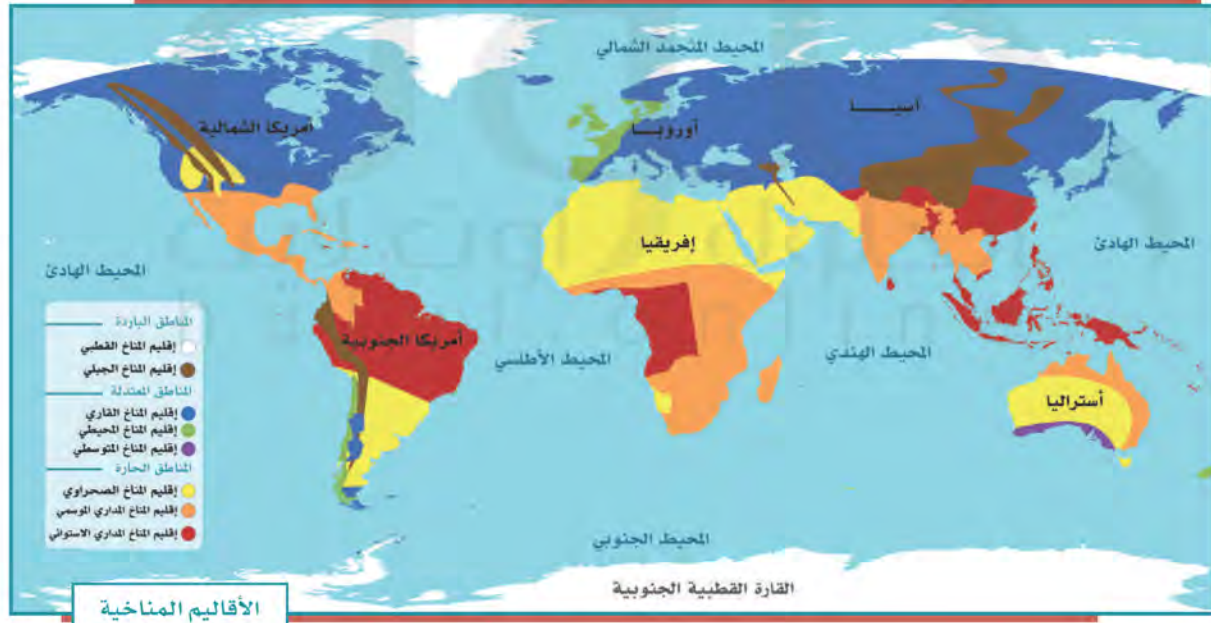 المحيط المتجمد الشمالي
أمريكا الشمالية
أوروبا
آسيا
إفريقيا
المحيط الهادئ
المحيط الهادئ
أمريكا الجنوبية
المحيط الأطلسي
المحيط الهندي
أستراليا
المناطق الباردة
إقليم المناخ القطبي
إقليم المناخ الجبلي
المناطق المعتدلة
إقليم المناخ القاري
إقليم المناخ المحيطي
إقليم المناخ المتوسطي
المناطق الحارة
إقليم المناخ الصحراوي
إقليم المناخ المداري الموسمي
إقليم المناخ المداري الاستوائي
المحيط الجنوبي
القارة القطبية الجنوبية
الأقاليم المناخية